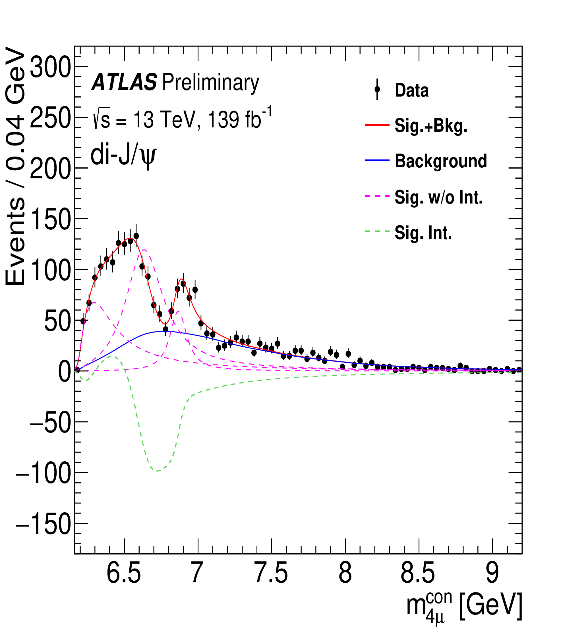 Events / 0.04 GeV
300
250
200
150
100
50
0
−50
−100
−150
ATLAS Preliminary
√s = 13 TeV, 139 fb⁻¹
di-J/ψ
Data
Sig.+Bkg.
Background
Sig. w/o Int.
Sig. Int.
6.5 7 7.5 8 8.5 9
m_{4μ}^{con} [GeV]